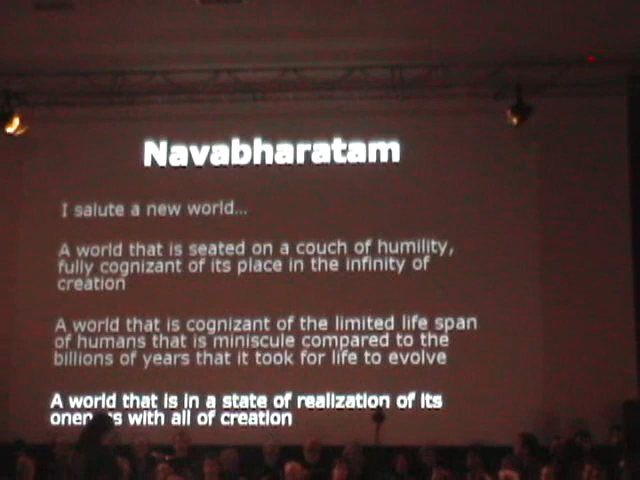 Navabharatam
I salute a new world...
A world that is seated on a couch of humility,
fully cognizant of its place in the infinity of
creation
A world that is cognizant of the limited life span
of humans that is miniscule compared to the
billions of years that it took for life to evolve
A world that is in a state of realization of its
with all of creation